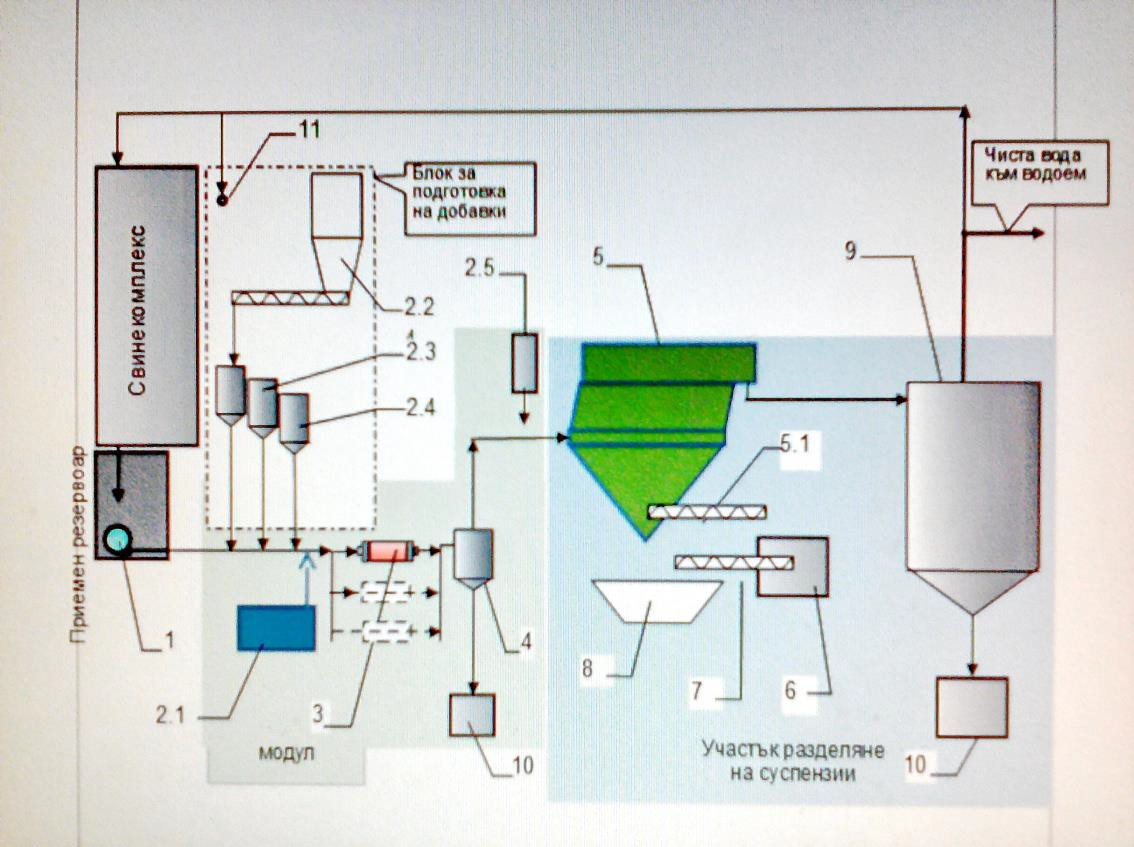 11
Блок за
подготовка
на добавки
Чиста вода
към водоем
Свинекомплекс
2.2
2.3
2.4
2.5
5
9
5.1
Приемен резервоар
1
2.1
3
4
8
7
6
10
10
модул
Участък разделяне
на суспензии